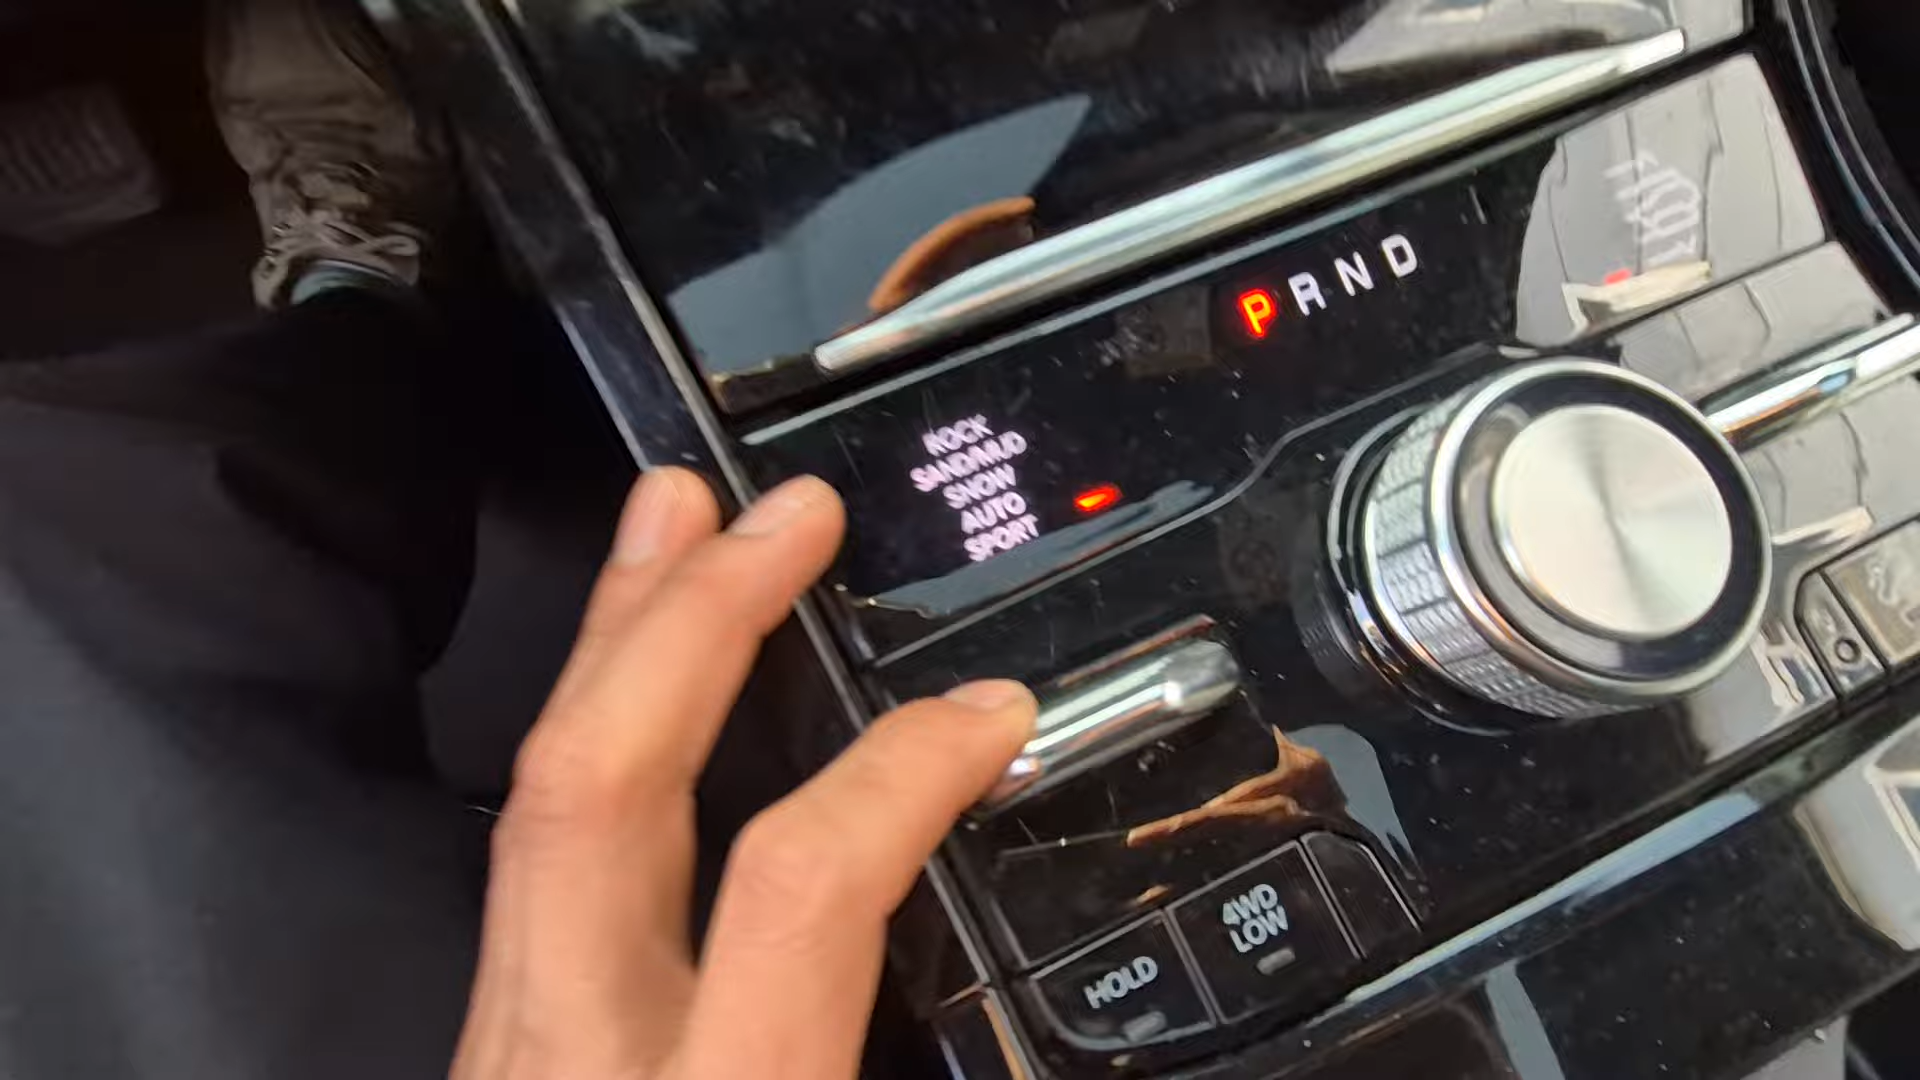 P R N D
ROCK
SAND/MUD
SNOW
AUTO
SPORT
4WD
LOW
HOLD